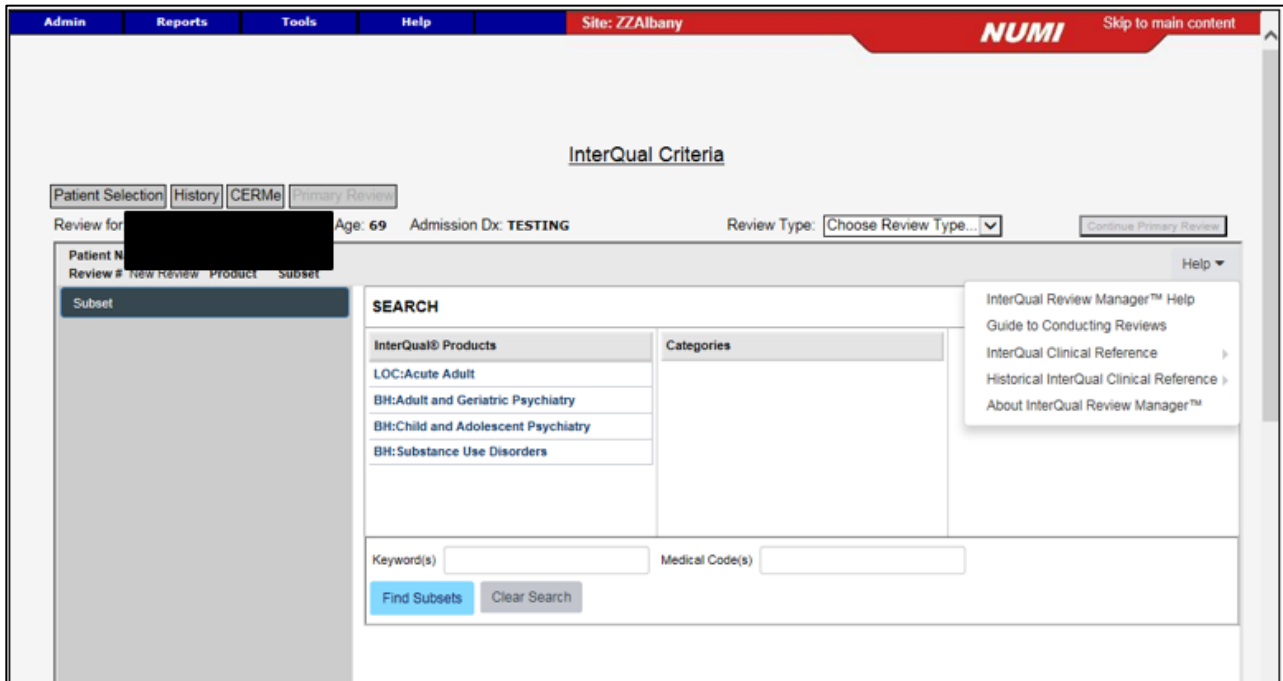 Admin Reports Tools Help Site: ZZAlbany NUMI Skip to main content
InterQual Criteria
Patient Selection History CERMe Primary Review
Review for Age: 69 Admission Dx: TESTING Review Type: Choose Review Type... Continue Primary Review
Patient N
Review # New Review Product Subset
Help
Subset
SEARCH
InterQual® Products Categories
LOC:Acute Adult
BH:Adult and Geriatric Psychiatry
BH:Child and Adolescent Psychiatry
BH:Substance Use Disorders
InterQual Review Manager™ Help
Guide to Conducting Reviews
InterQual Clinical Reference
Historical InterQual Clinical Reference
About InterQual Review Manager™
Keyword(s) Medical Code(s)
Find Subsets Clear Search